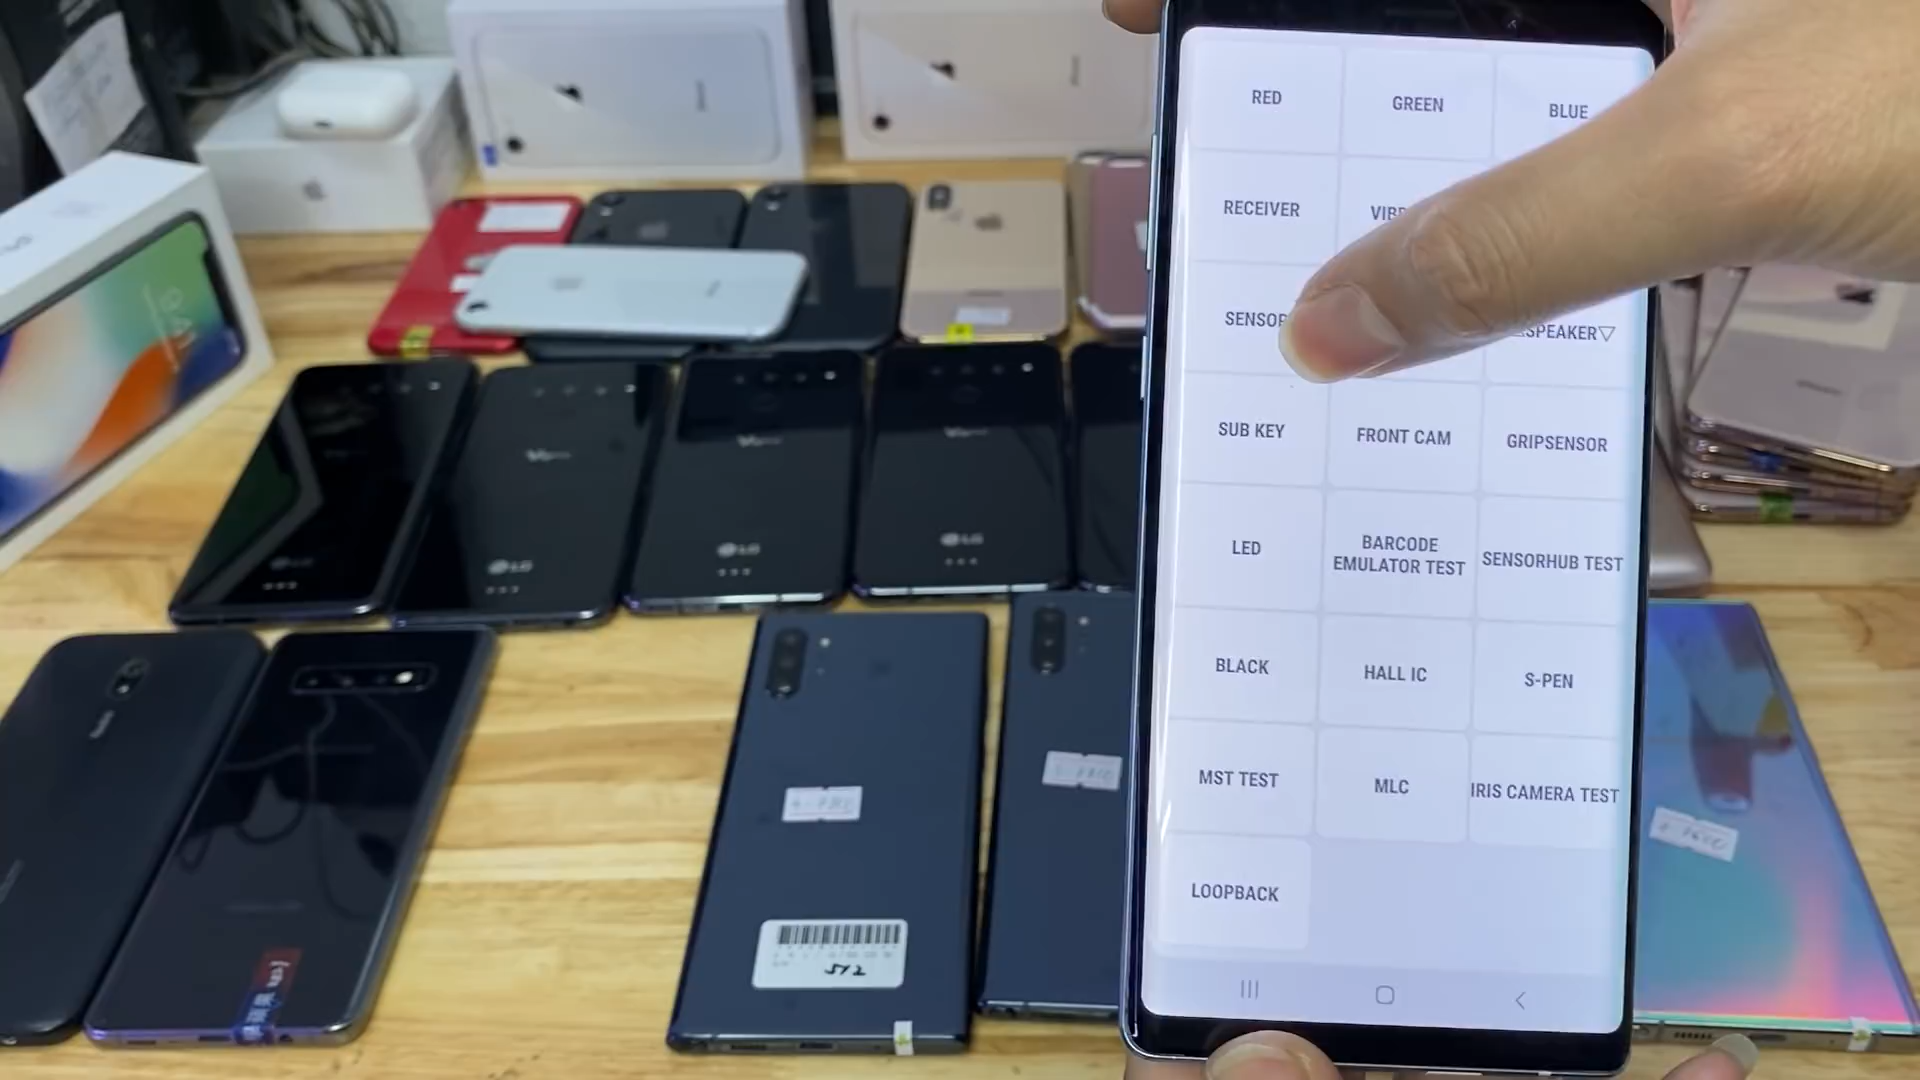 RED
GREEN
BLUE
RECEIVER
SENSOR
SPEAKER▽
SUB KEY
FRONT CAM
GRIPSENSOR
LED
BARCODE
EMULATOR TEST
SENSORHUB TEST
BLACK
HALL IC
S-PEN
MST TEST
MLC
IRIS CAMERA TEST
LOOPBACK
LG
LG
LG
LG